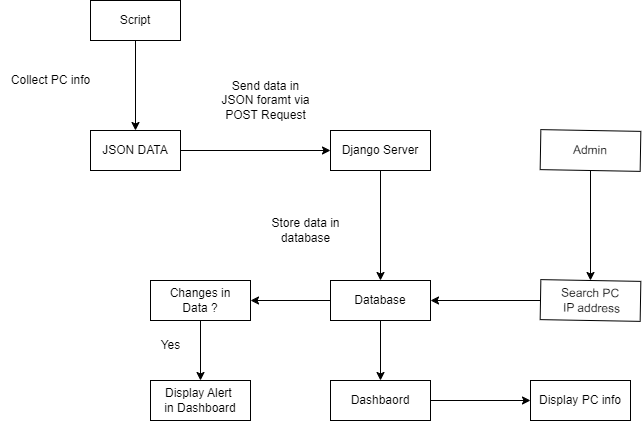 Script
Collect PC info
Send data in
JSON foramt via
POST Request
JSON DATA
Django Server
Admin
Store data in
database
Changes in
Data ?
Database
Search PC
IP address
Yes
Display Alert
in Dashboard
Dashbaord
Display PC info